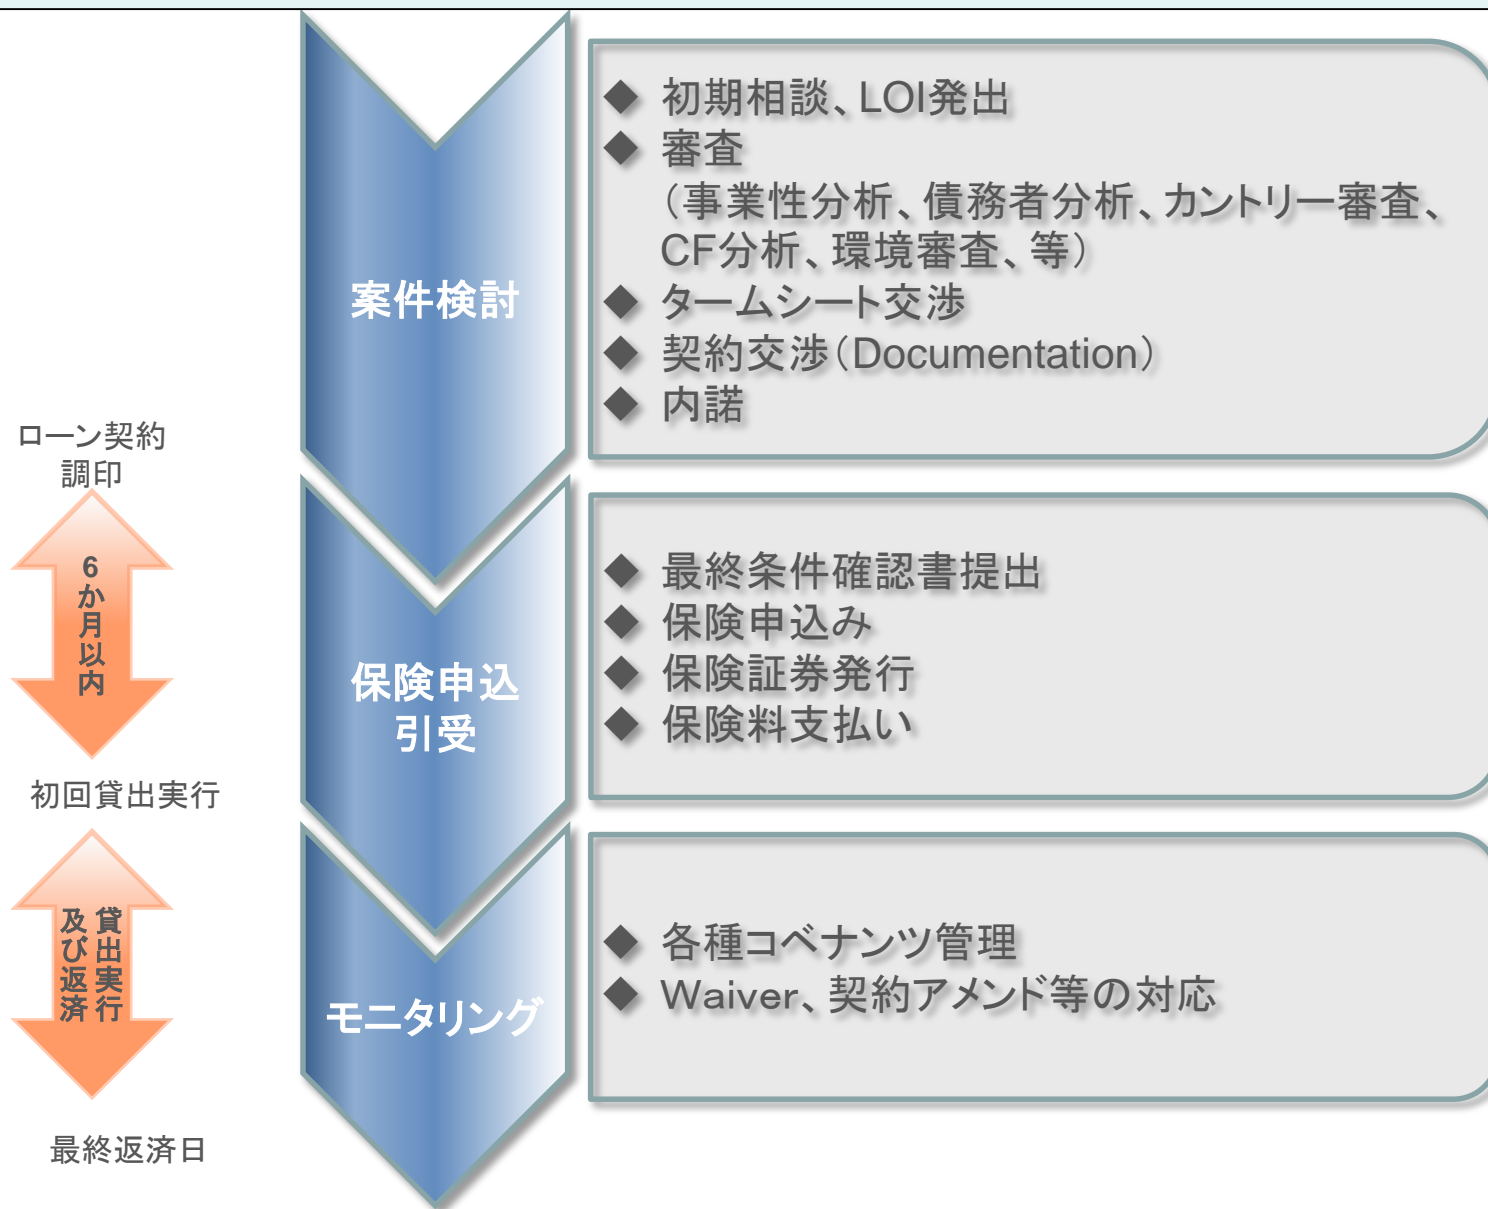 案件検討
◆ 初期相談、LOI発出
◆ 審査
（事業性分析、債務者分析、カントリー審査、
CF分析、環境審査、等）
◆ タームシート交渉
◆ 契約交渉（Documentation）
◆ 内諾
ローン契約
調印
6か月以内
初回貸出実行
保険申込
引受
◆ 最終条件確認書提出
◆ 保険申込み
◆ 保険証券発行
◆ 保険料支払い
貸出実行
及び返済
最終返済日
モニタリング
◆ 各種コベナンツ管理
◆ Waiver、契約アメンド等の対応